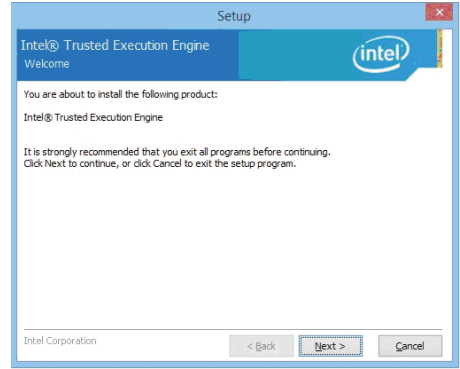 Setup
Intel® Trusted Execution Engine
Welcome
intel
You are about to install the following product:
Intel® Trusted Execution Engine
It is strongly recommended that you exit all programs before continuing.
Click Next to continue, or click Cancel to exit the setup program.
Intel Corporation
< Back
Next >
Cancel